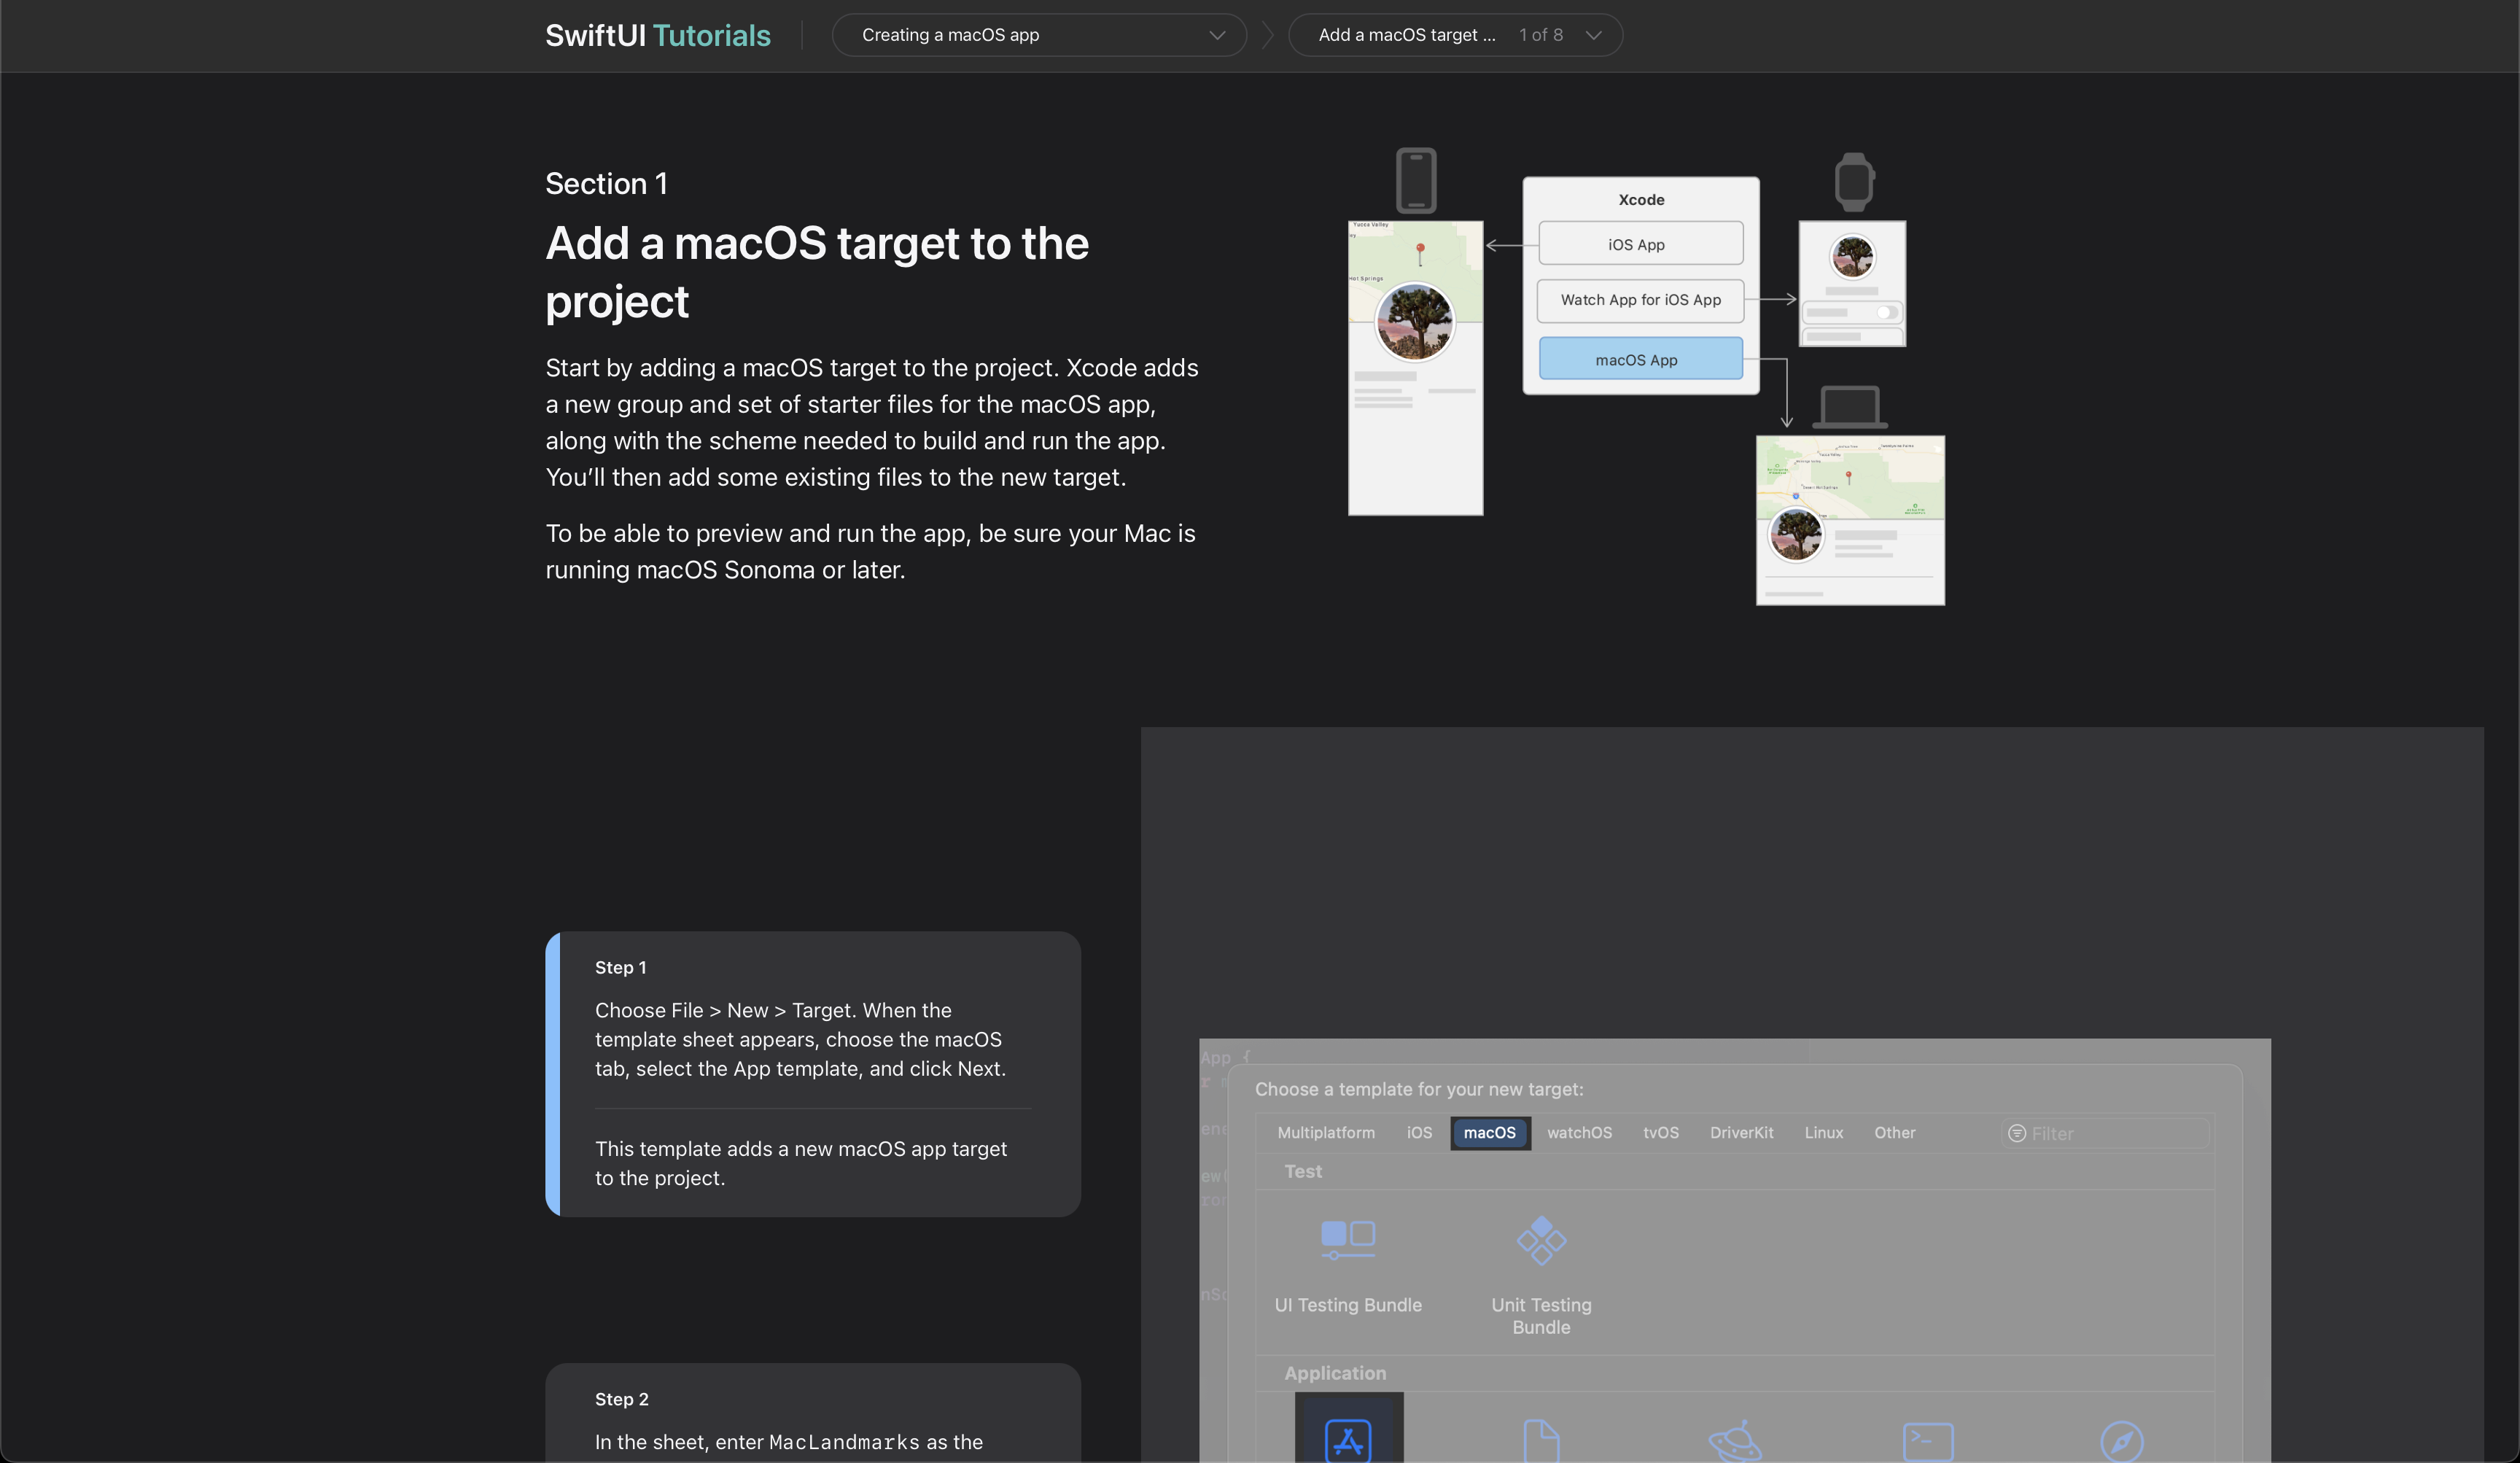 SwiftUI Tutorials
Creating a macOS app
Add a macOS target ... 1 of 8
Section 1
Add a macOS target to the
project
Start by adding a macOS target to the project. Xcode adds
a new group and set of starter files for the macOS app,
along with the scheme needed to build and run the app.
You’ll then add some existing files to the new target.
To be able to preview and run the app, be sure your Mac is
running macOS Sonoma or later.
Yucca Valley
Hot Springs
Xcode
iOS App
Watch App for iOS App
macOS App
Step 1
Choose File > New > Target. When the
template sheet appears, choose the macOS
tab, select the App template, and click Next.
This template adds a new macOS app target
to the project.
Step 2
In the sheet, enter MacLandmarks as the
App {
Choose a template for your new target:
Multiplatform iOS macOS watchOS tvOS DriverKit Linux Other Filter
Test
UI Testing Bundle
Unit Testing
Bundle
Application